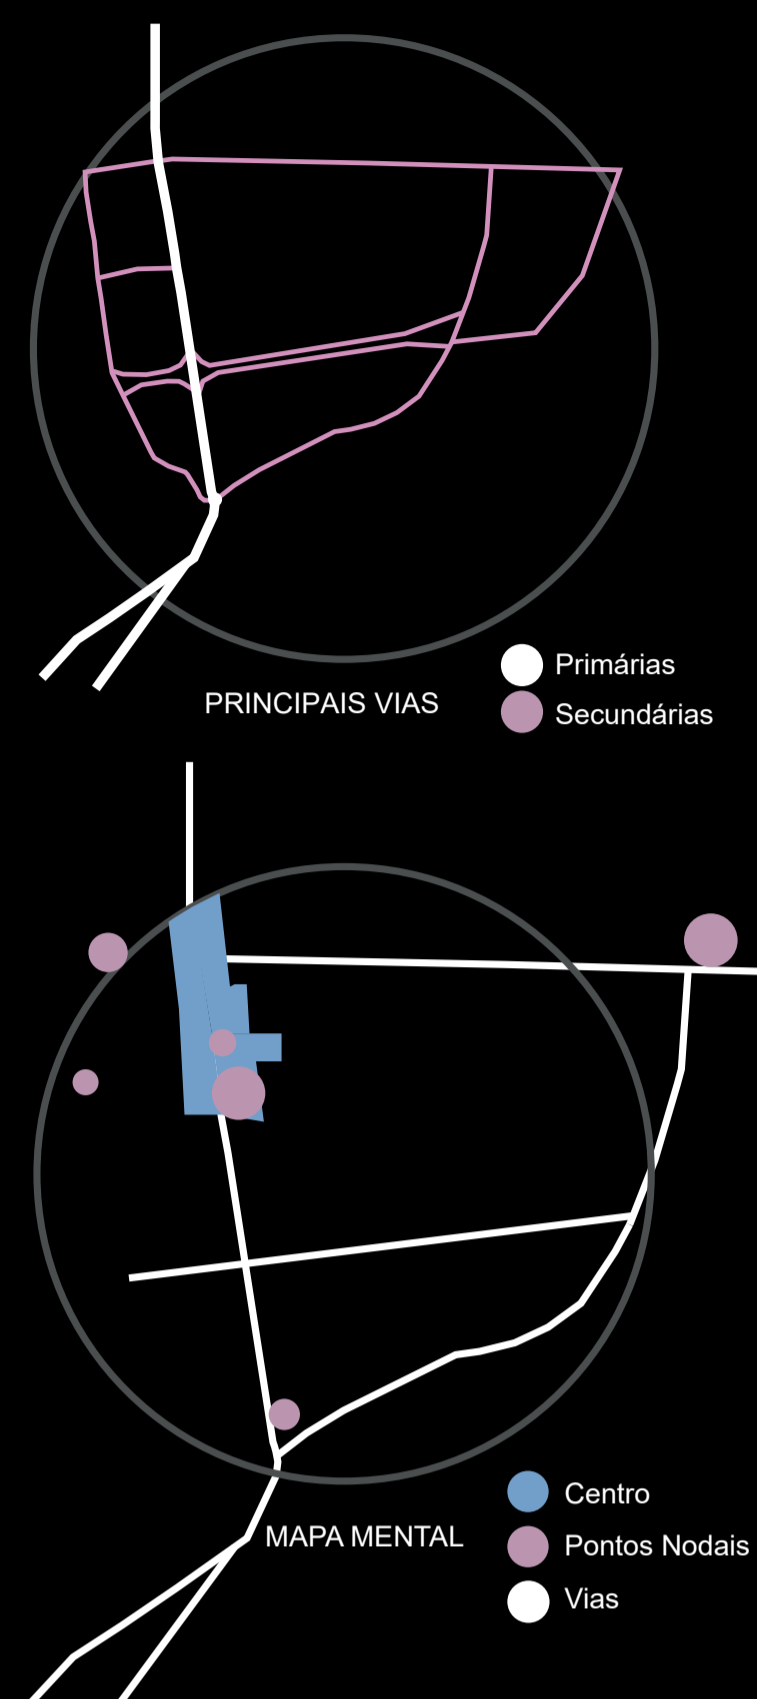 Primárias
PRINCIPAIS VIAS
Secundárias
Centro
MAPA MENTAL
Pontos Nodais
Vias